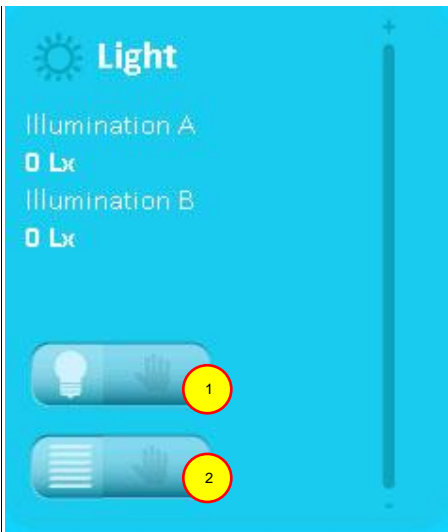 +
Light
Illumination A
0 Lx
Illumination B
0 Lx
1
2
-